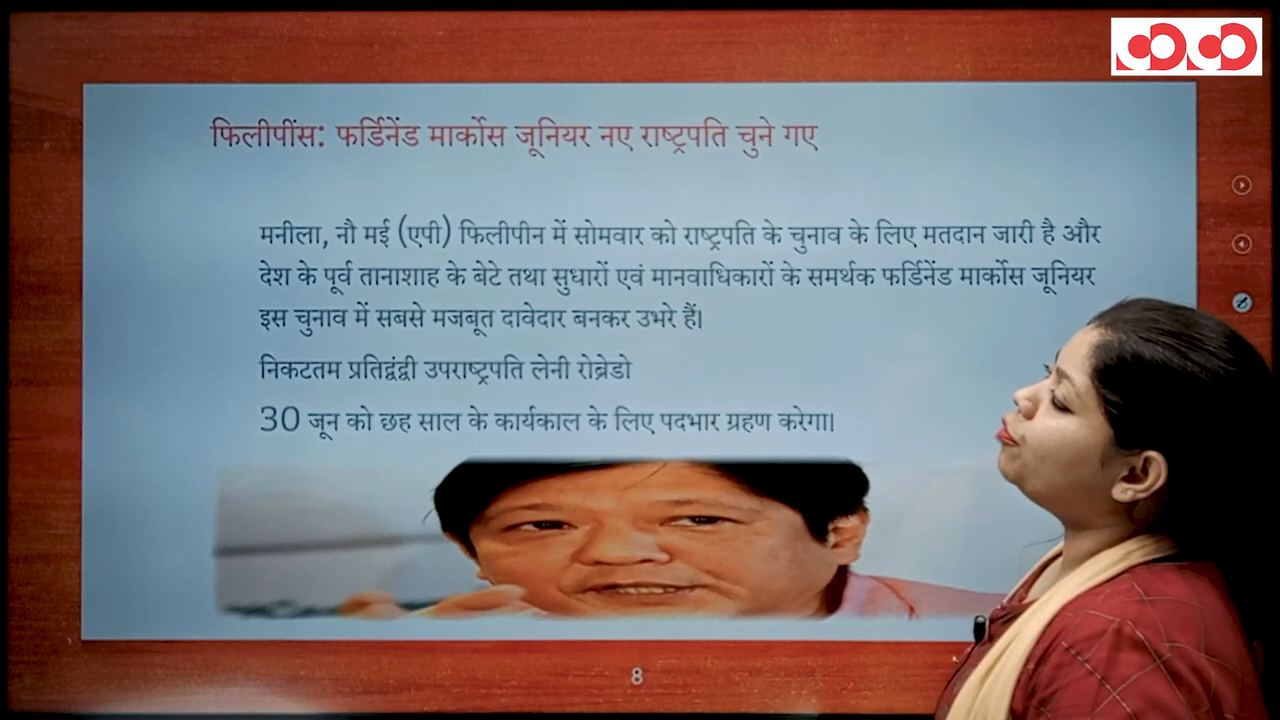 फिलीपींस: फर्डिनेंड मार्कोस जूनियर नए राष्ट्रपति चुने गए
मनीला, नौ मई (एपी) फिलीपीन में सोमवार को राष्ट्रपति के चुनाव के लिए मतदान जारी है और
देश के पूर्व तानाशाह के बेटे तथा सुधारों एवं मानवाधिकारों के समर्थक फर्डिनेंड मार्कोस जूनियर
इस चुनाव में सबसे मजबूत दावेदार बनकर उभरे हैं।
निकटतम प्रतिद्वंद्वी उपराष्ट्रपति लेनी रोब्रेडो
30 जून को छह साल के कार्यकाल के लिए पदभार ग्रहण करेगा।
8